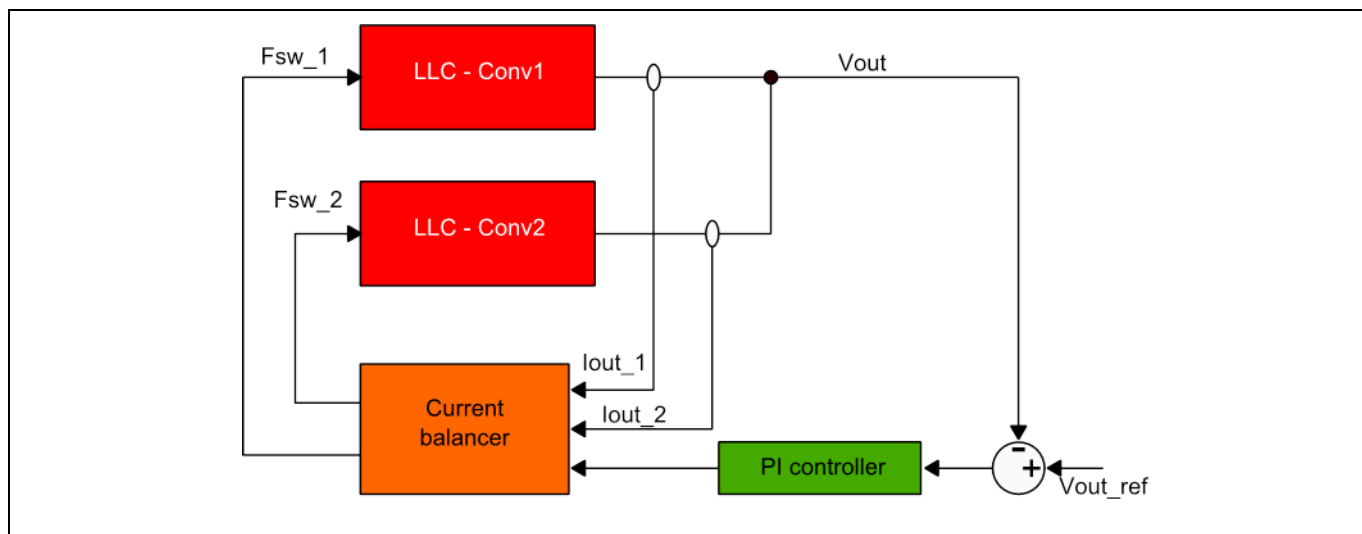 Fsw_1
LLC - Conv1
Vout
Fsw_2
LLC - Conv2
Iout_1
Iout_2
Current
balancer
PI controller
-
+
Vout_ref